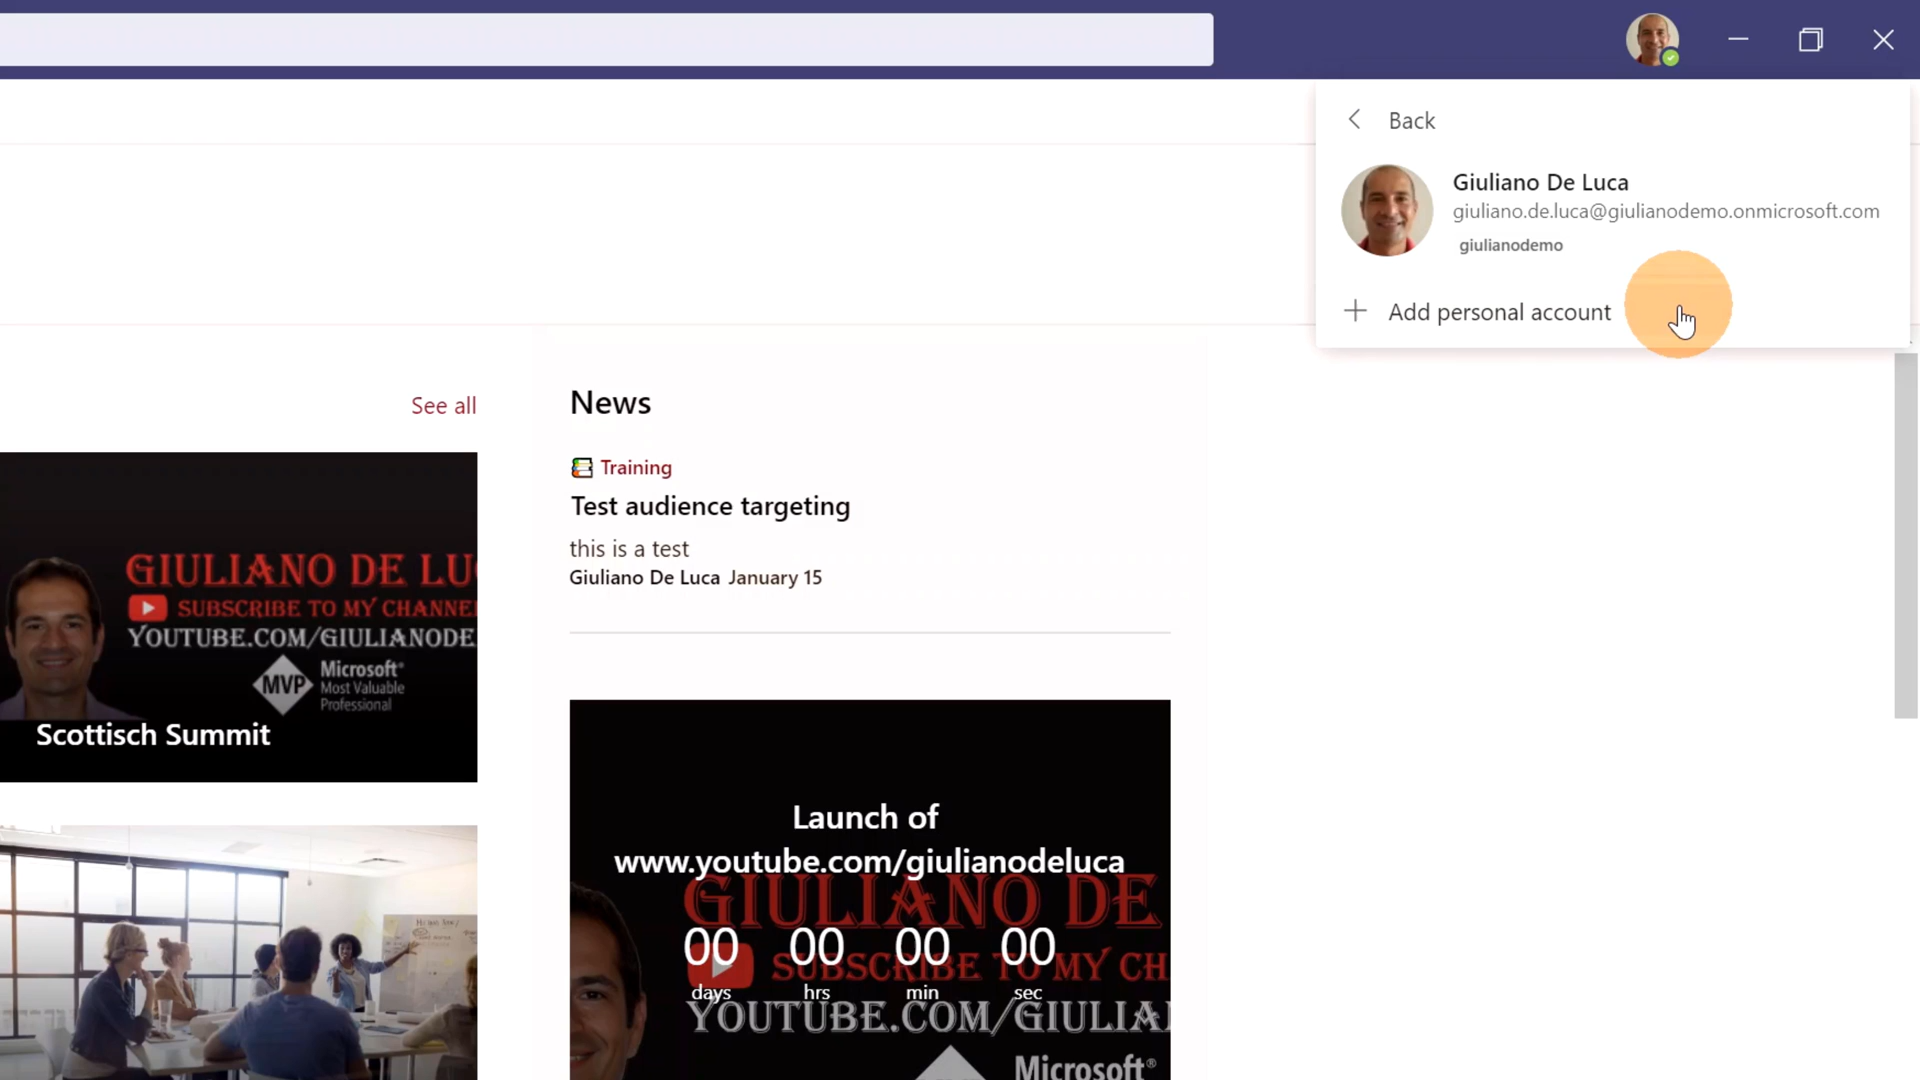 Back
Giuliano De Luca
giuliano.de.luca@giulianodemo.onmicrosoft.com
giulianodemo
Add personal account
See all
GIULIANO DE LU
SUBSCRIBE TO MY CHANNE
YOUTUBE.COM/GIULIANODE
MVP
Microsoft®
Most Valuable
Professional
Scottisch Summit
News
Training
Test audience targeting
this is a test
Giuliano De Luca January 15
Launch of
www.youtube.com/giulianodeluca
GIULIANO DE
00 00 00 00
SUBSCRIBE TO MY CH
days hrs min sec
YOUTUBE.COM/GIULIA
Microsoft®